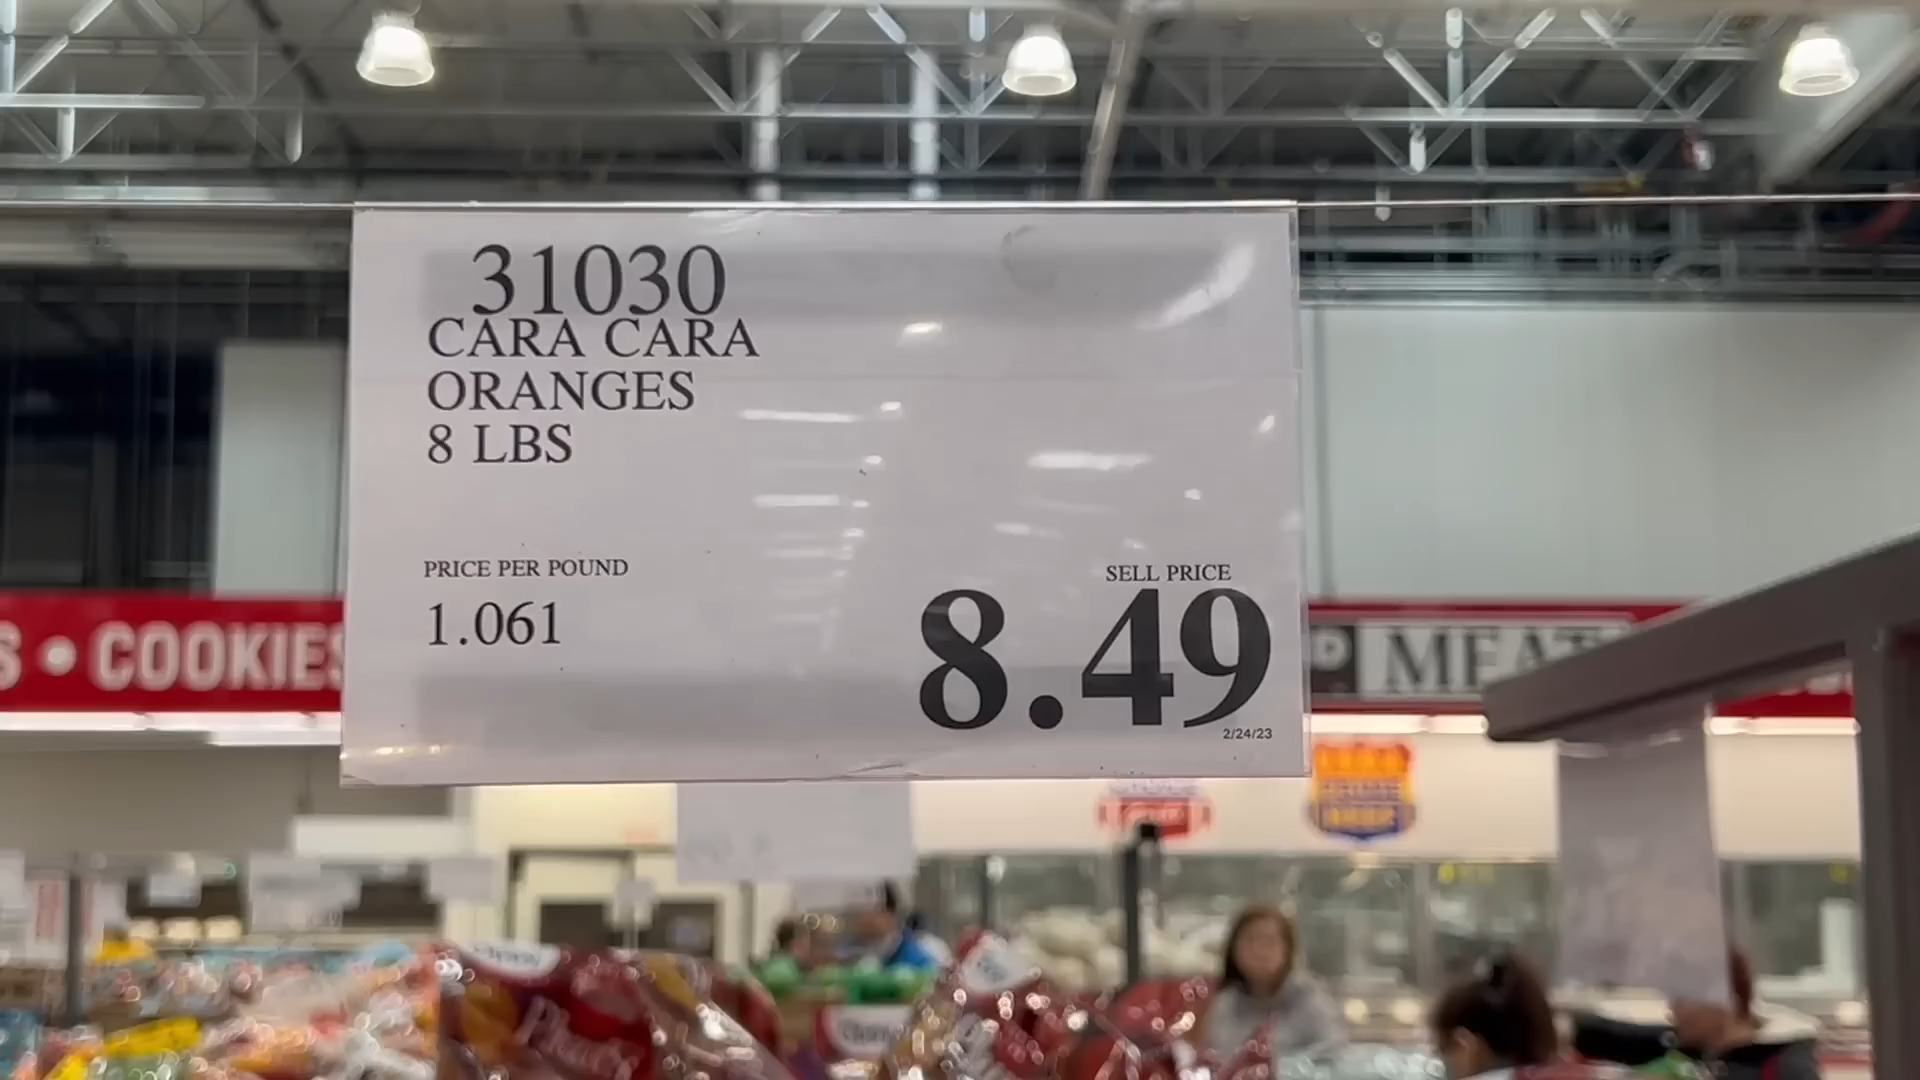 31030
CARA CARA
ORANGES
8 LBS
PRICE PER POUND
1.061
SELL PRICE
8.49
2/24/23
S • COOKIES
MEAT